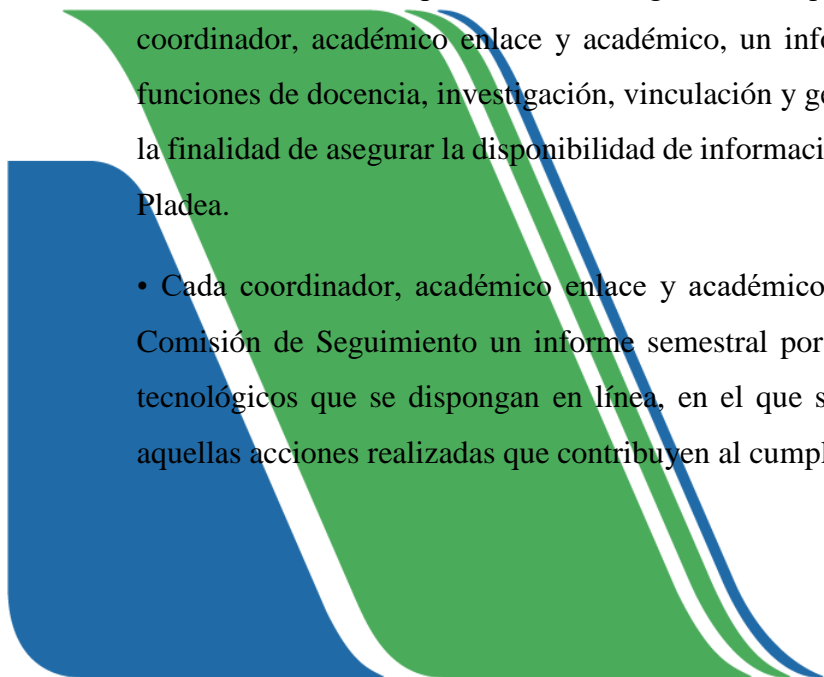 coordinador, académico enlace y académico, un info
funciones de docencia, investigación, vinculación y ge
la finalidad de asegurar la disponibilidad de informaci
Pladea.
• Cada coordinador, académico enlace y académico
Comisión de Seguimiento un informe semestral por
tecnológicos que se dispongan en línea, en el que s
aquellas acciones realizadas que contribuyen al cumpl